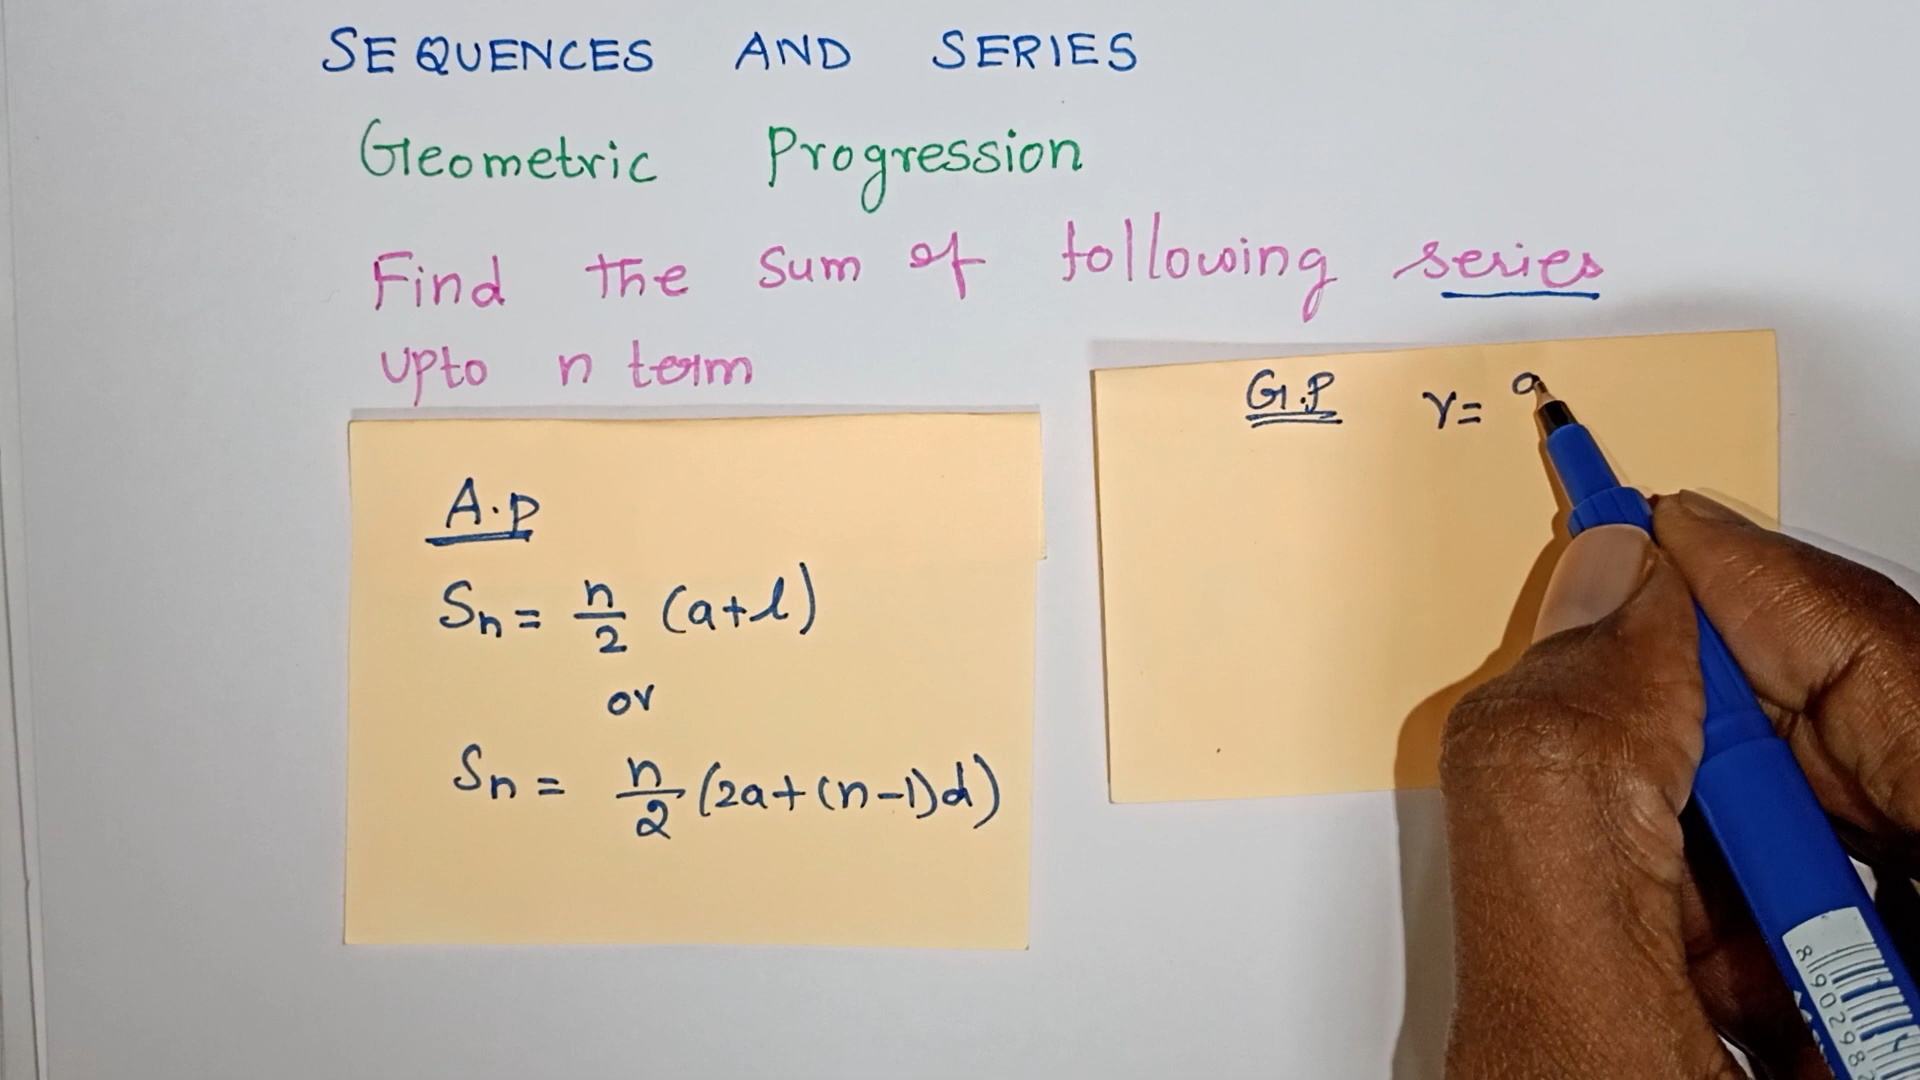 SEQUENCES AND SERIES
Geometric Progression
Find the sum of following series
upto n term
A.P
Sn = n/2 (a+l)
or
Sn = n/2 (2a+(n-1)d)
G.P r= a